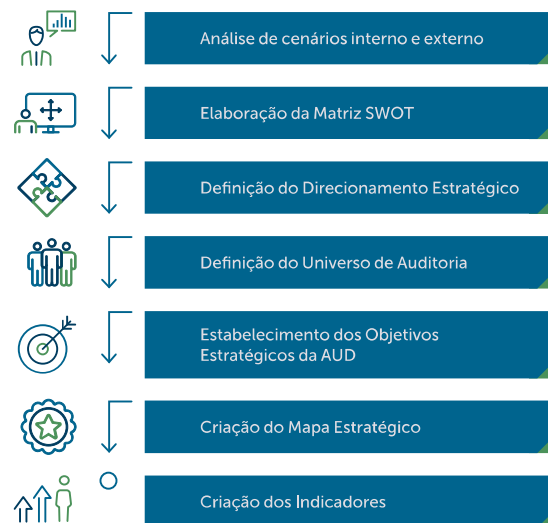 Análise de cenários interno e externo
Elaboração da Matriz SWOT
Definição do Direcionamento Estratégico
Definição do Universo de Auditoria
Estabelecimento dos Objetivos
Estratégicos da AUD
Criação do Mapa Estratégico
Criação dos Indicadores